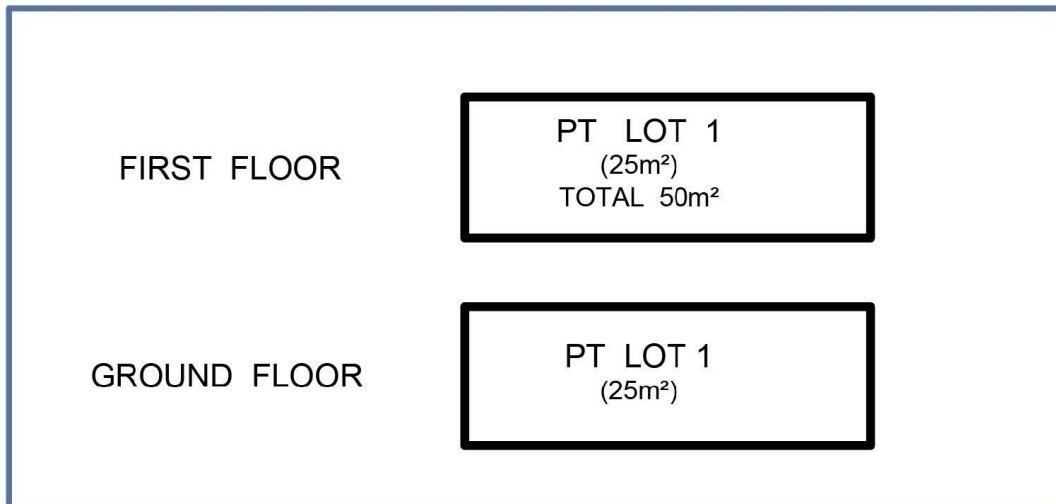 FIRST FLOOR
PT LOT 1
(25m²)
TOTAL 50m²
GROUND FLOOR
PT LOT 1
(25m²)